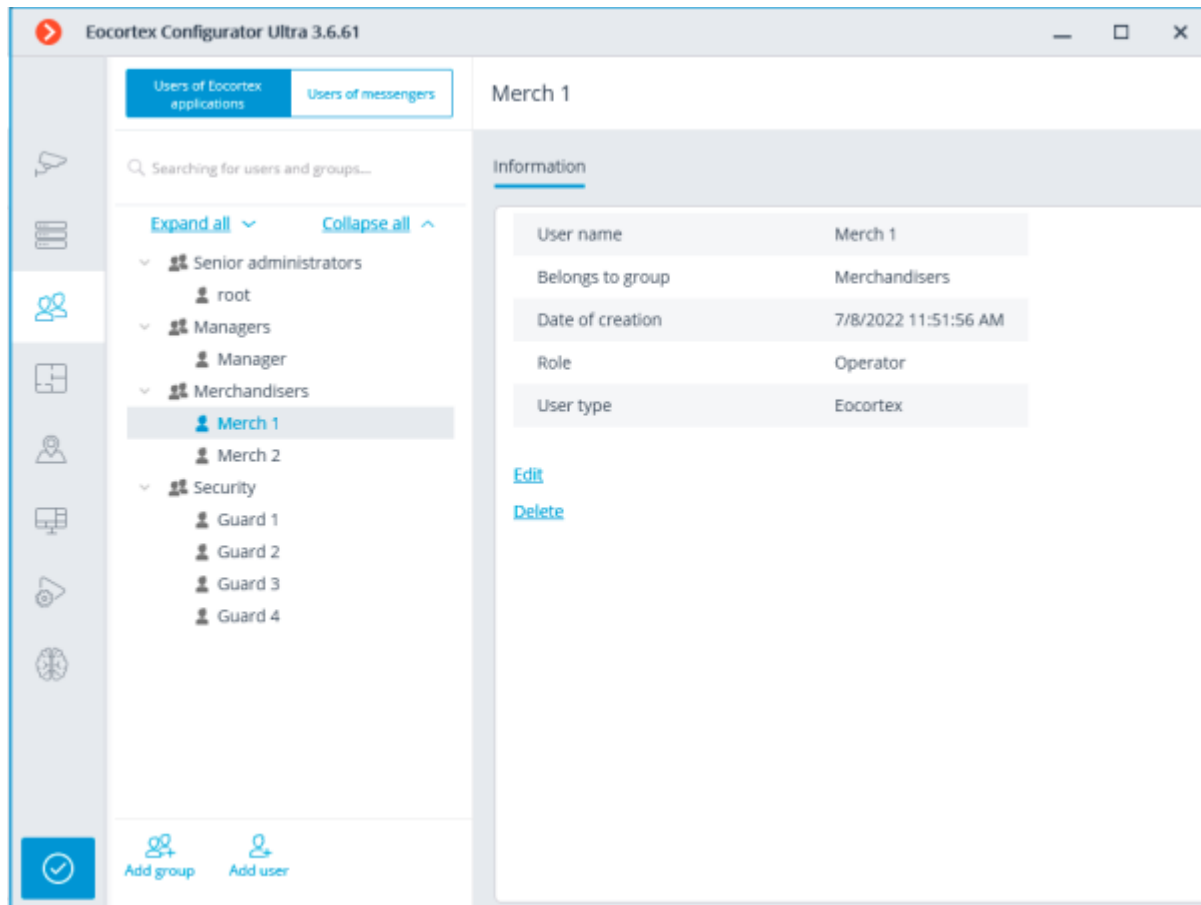 Eocortex Configurator Ultra 3.6.61
Users of Eocortex
applications
Users of messengers
Merch 1
Searching for users and groups...
Information
Expand all
Collapse all
Senior administrators
root
Managers
Manager
Merchandisers
Merch 1
Merch 2
Security
Guard 1
Guard 2
Guard 3
Guard 4
User name Merch 1
Belongs to group Merchandisers
Date of creation 7/8/2022 11:51:56 AM
Role Operator
User type Eocortex
Edit
Delete
Add group
Add user